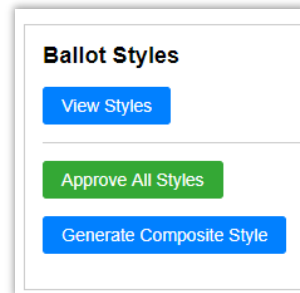 Ballot Styles
View Styles
Approve All Styles
Generate Composite Style